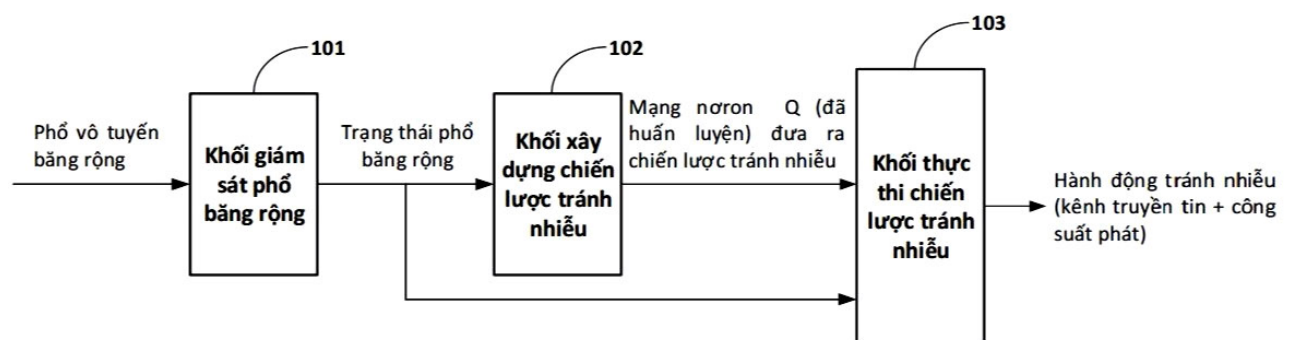 101
102
103
Phổ vô tuyến
băng rộng
Khối giám
sát phổ
băng rộng
Trạng thái phổ
băng rộng
Khối xây
dựng chiến
lược tránh
nhiễu
Mạng nơron Q (đã
huấn luyện) đưa ra
chiến lược tránh nhiễu
Khối thực
thi chiến
lược tránh
nhiễu
Hành động tránh nhiễu
(kênh truyền tin + công
suất phát)